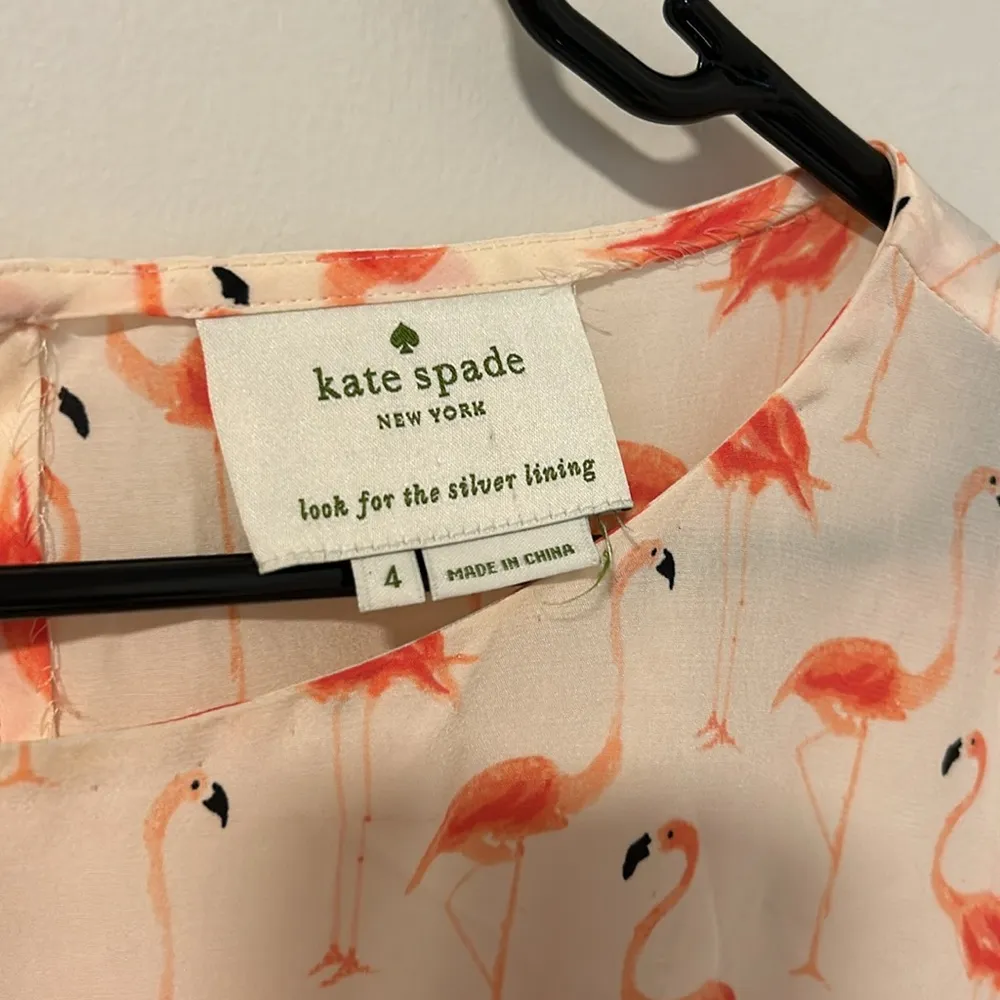 kate spade
NEW YORK
look for the silver lining
4
MADE IN CHINA